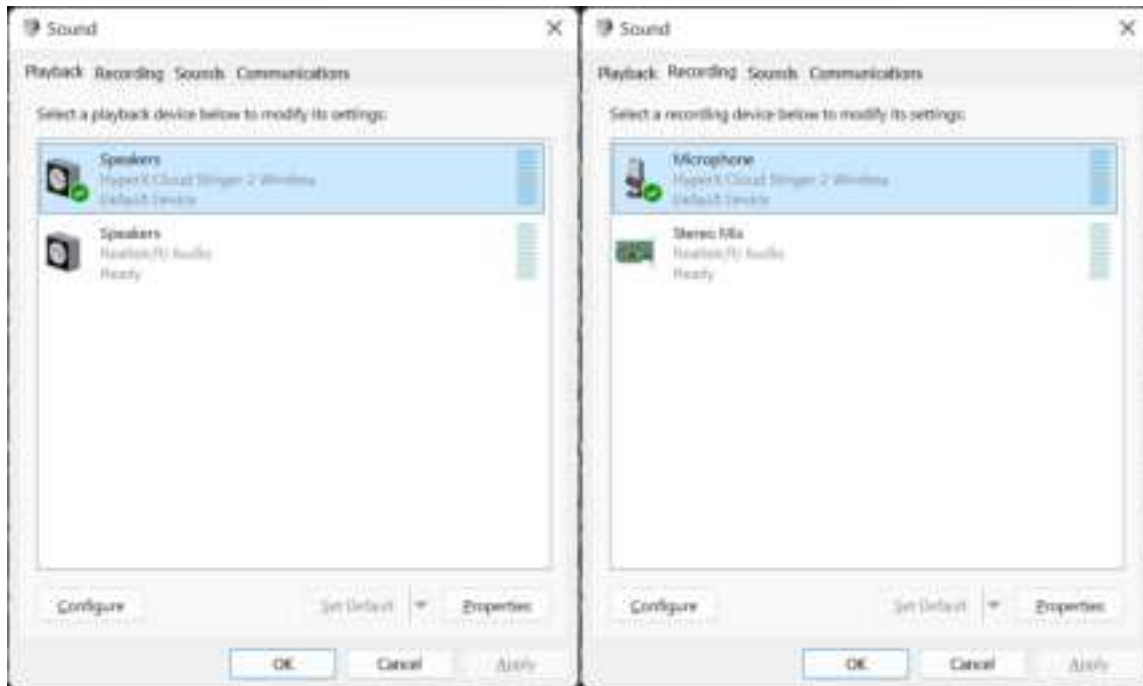 Sound
Playback Recording Sounds Communications
Select a playback device below to modify its settings:
Speakers
HyperX Cloud Stinger 2 Wireless
Default Device
Speakers
Realtek(R) Audio
Ready
Configure
Set Default
Properties
OK
Cancel
Apply
Sound
Playback Recording Sounds Communications
Select a recording device below to modify its settings:
Microphone
HyperX Cloud Stinger 2 Wireless
Default Device
Stereo Mix
Realtek(R) Audio
Ready
Configure
Set Default
Properties
OK
Cancel
Apply